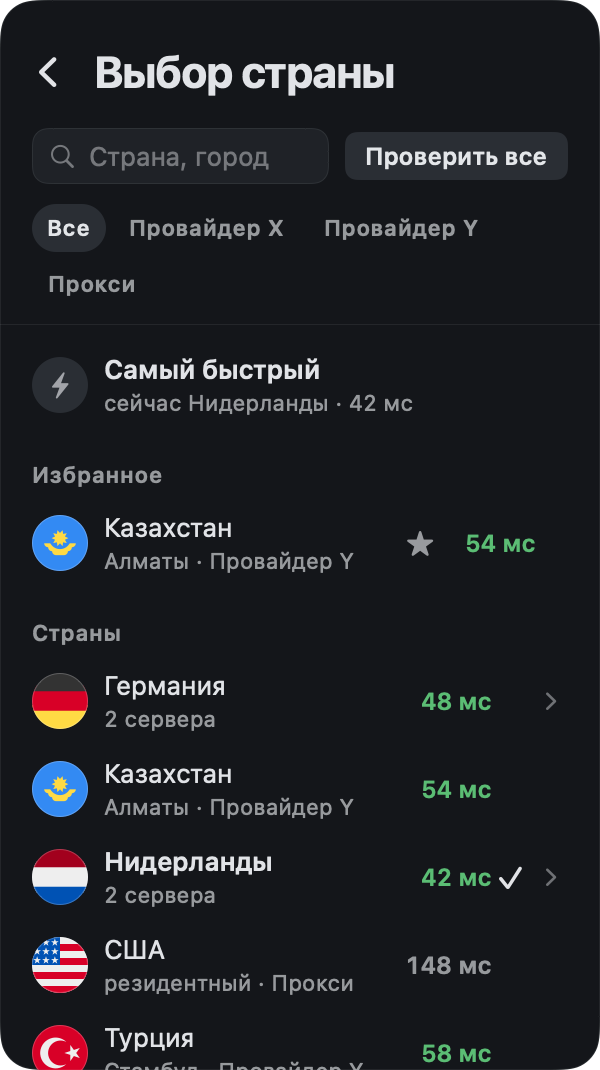 Выбор страны
Страна, город
Проверить все
Все
Провайдер X
Провайдер Y
Прокси
Самый быстрый
сейчас Нидерланды · 42 мс
Избранное
Казахстан
54 мс
Алматы · Провайдер Y
Страны
Германия
48 мс
2 сервера
Казахстан
54 мс
Алматы · Провайдер Y
Нидерланды
42 мс
2 сервера
США
148 мс
резидентный · Прокси
Турция
58 мс
Стамбул · Провайдер